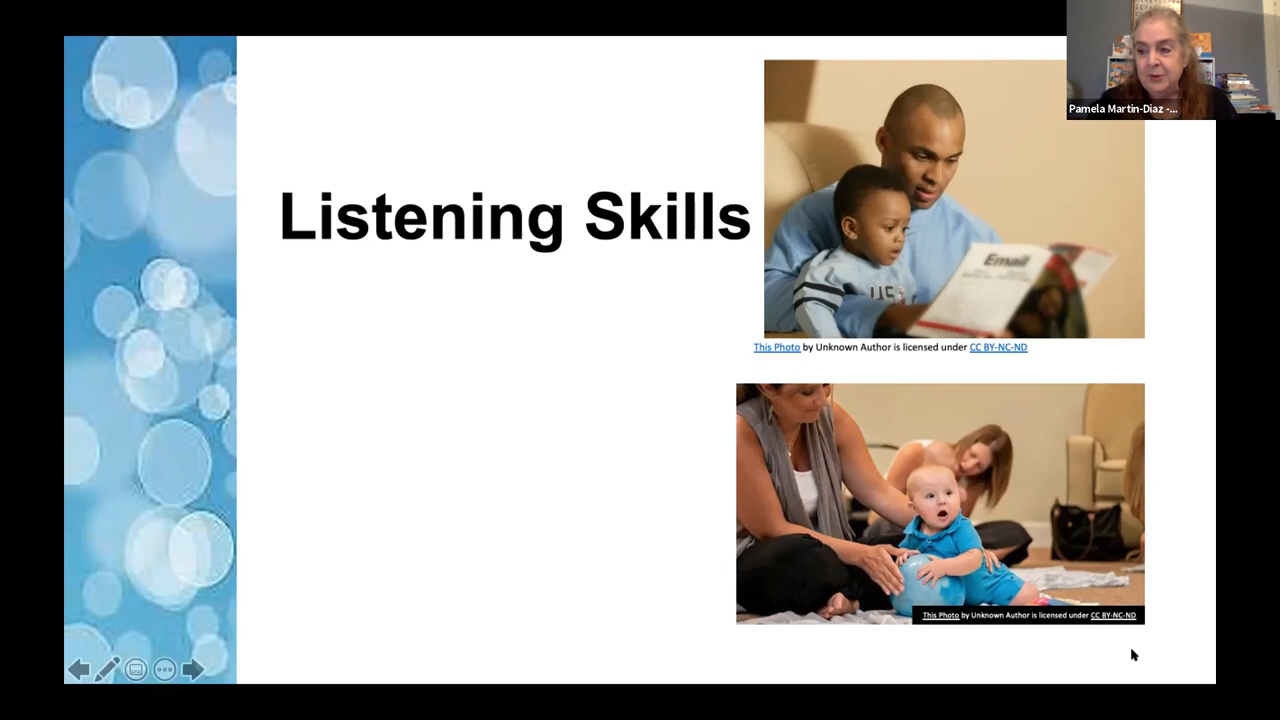 Pamela Martin-Diaz -...
Listening Skills
Email
This Photo by Unknown Author is licensed under CC BY-NC-ND
This Photo by Unknown Author is licensed under CC BY-NC-ND